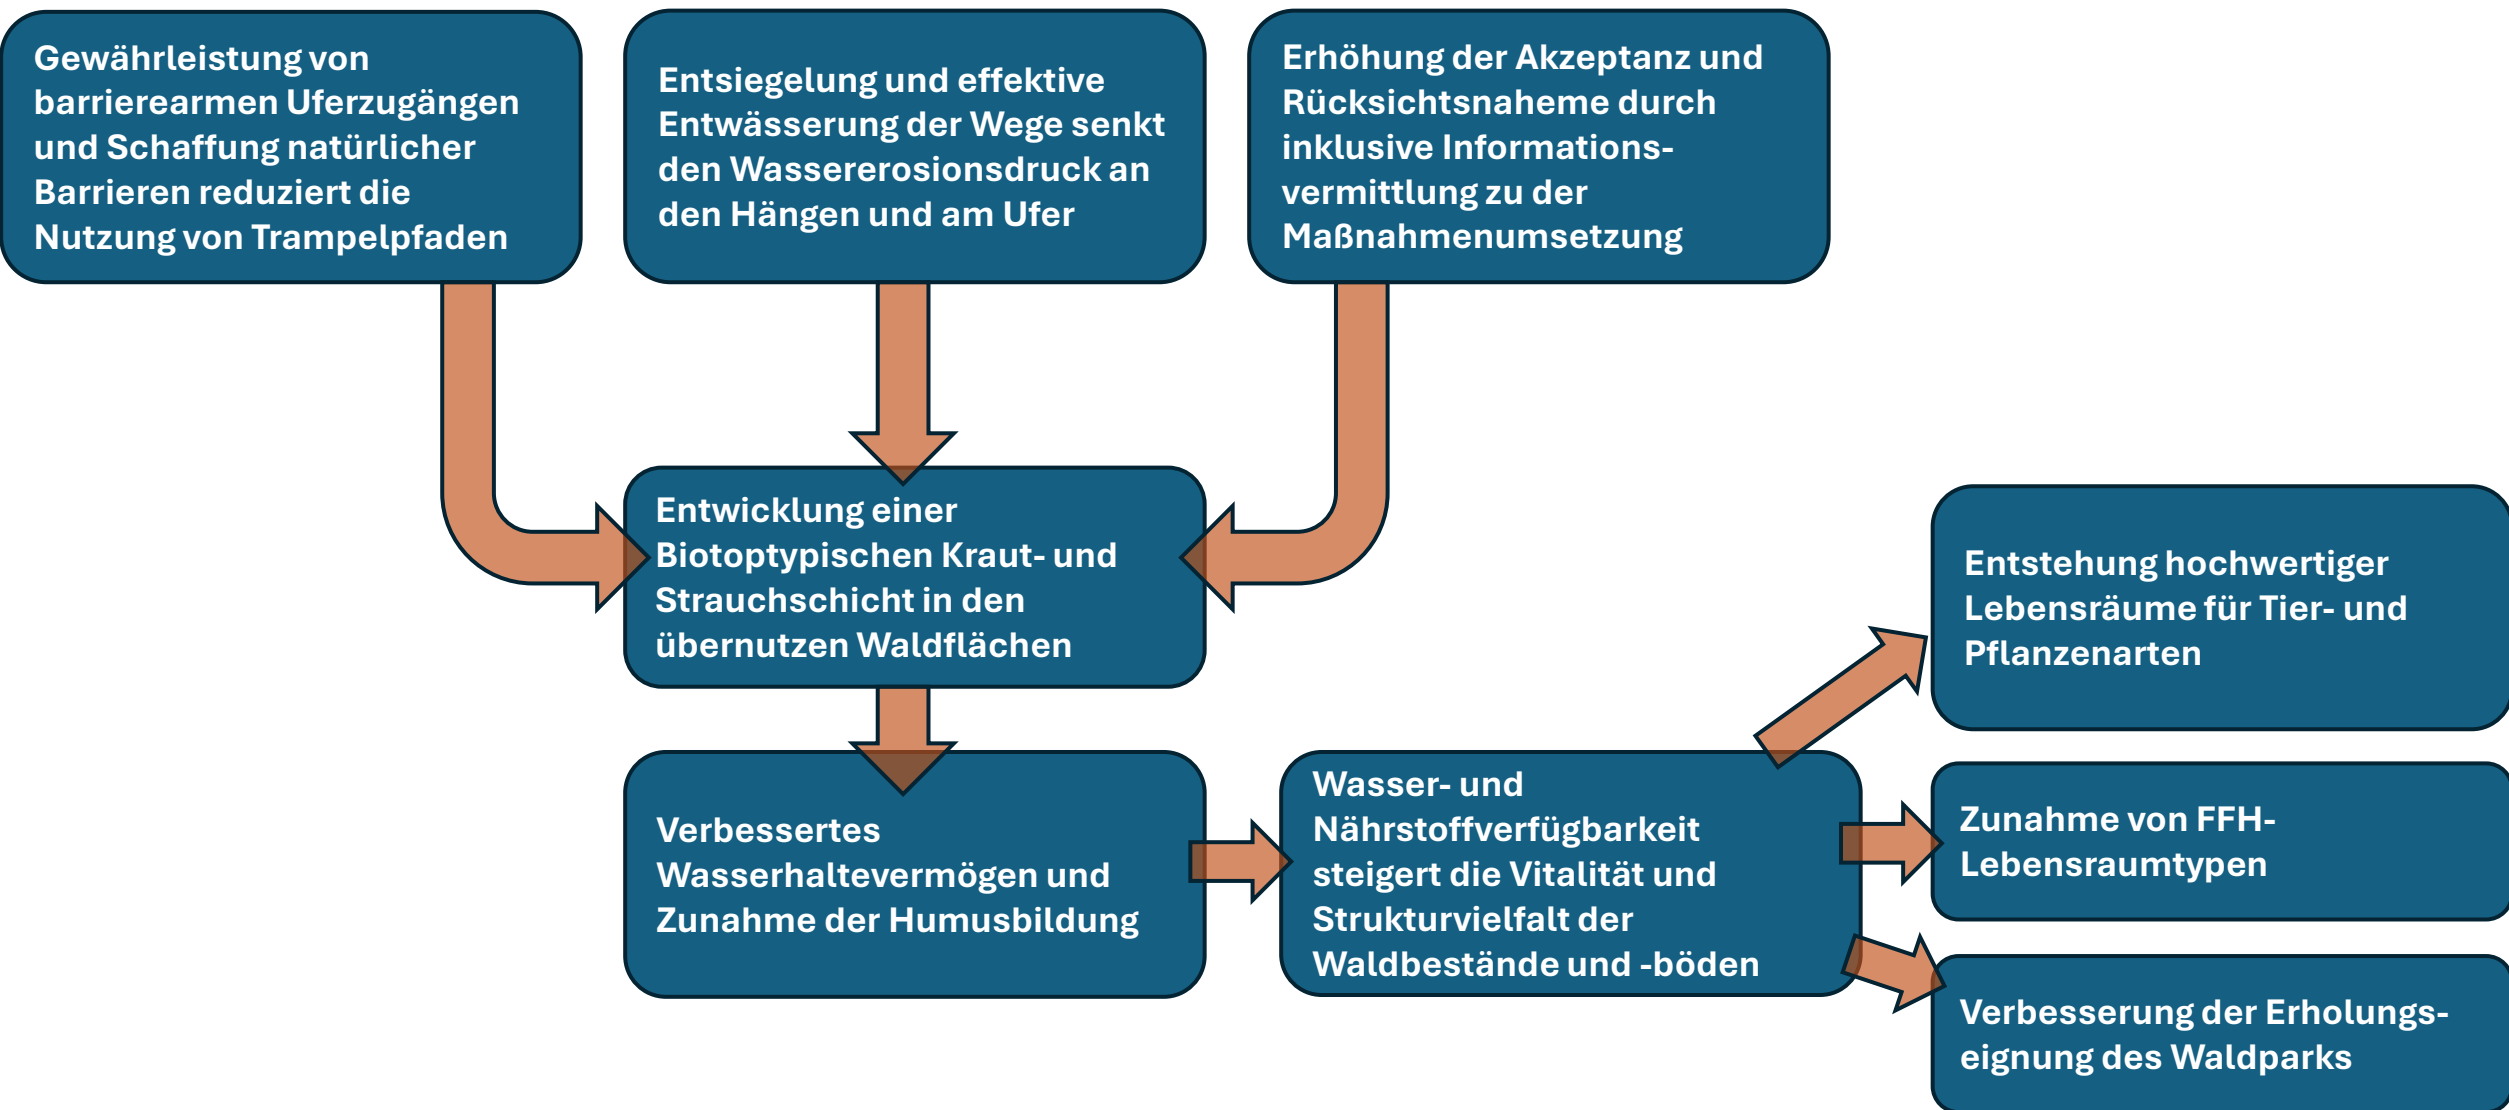 Gewährleistung von
barrierearmen Uferzugängen
und Schaffung natürlicher
Barrieren reduziert die
Nutzung von Trampelpfaden
Entsiegelung und effektive
Entwässerung der Wege senkt
den Wassererosionsdruck an
den Hängen und am Ufer
Erhöhung der Akzeptanz und
Rücksichtsnaheme durch
inklusive Informations-
vermittlung zu der
Maßnahmenumsetzung
Entwicklung einer
Biotoptypischen Kraut- und
Strauchschicht in den
übernutzen Waldflächen
Verbessertes
Wasserhaltevermögen und
Zunahme der Humusbildung
Wasser- und
Nährstoffverfügbarkeit
steigert die Vitalität und
Strukturvielfalt der
Waldbestände und -böden
Entstehung hochwertiger
Lebensräume für Tier- und
Pflanzenarten
Zunahme von FFH-
Lebensraumtypen
Verbesserung der Erholungs-
eignung des Waldparks